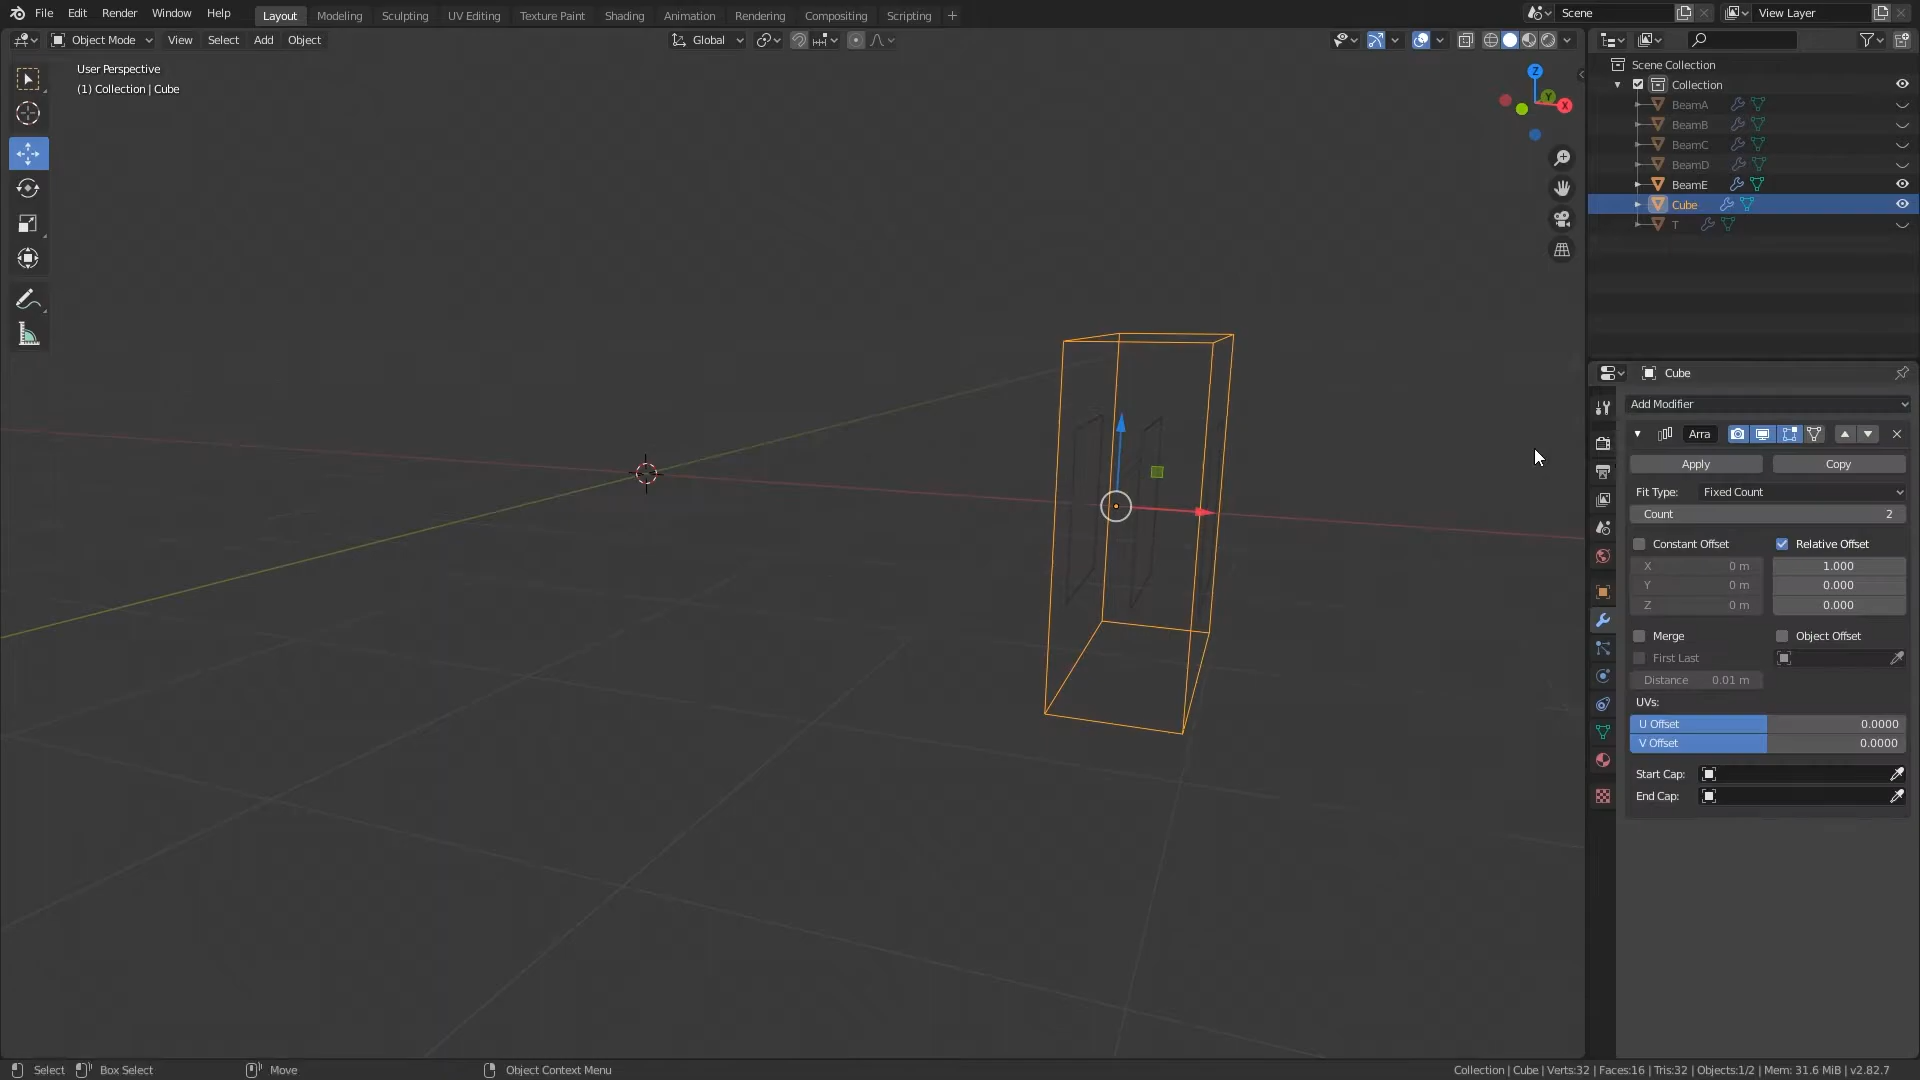 File Edit Render Window Help Layout Modeling Sculpting UV Editing Texture Paint Shading Animation Rendering Compositing Scripting + Scene View Layer
Object Mode View Select Add Object Global
User Perspective
(1) Collection | Cube
Z
Y
X
Scene Collection
Collection
BeamA
BeamB
BeamC
BeamD
BeamE
Cube
T
Cube
Add Modifier
Arra
Apply Copy
Fit Type: Fixed Count
Count 2
Constant Offset Relative Offset
X 0 m 1.000
Y 0 m 0.000
Z 0 m 0.000
Merge Object Offset
First Last
Distance 0.01 m
UVs:
U Offset 0.0000
V Offset 0.0000
Start Cap:
End Cap:
Select Box Select Move Object Context Menu Collection | Cube | Verts:32 | Faces:16 | Tris:32 | Objects:1/2 | Mem: 31.6 MiB | v2.82.7